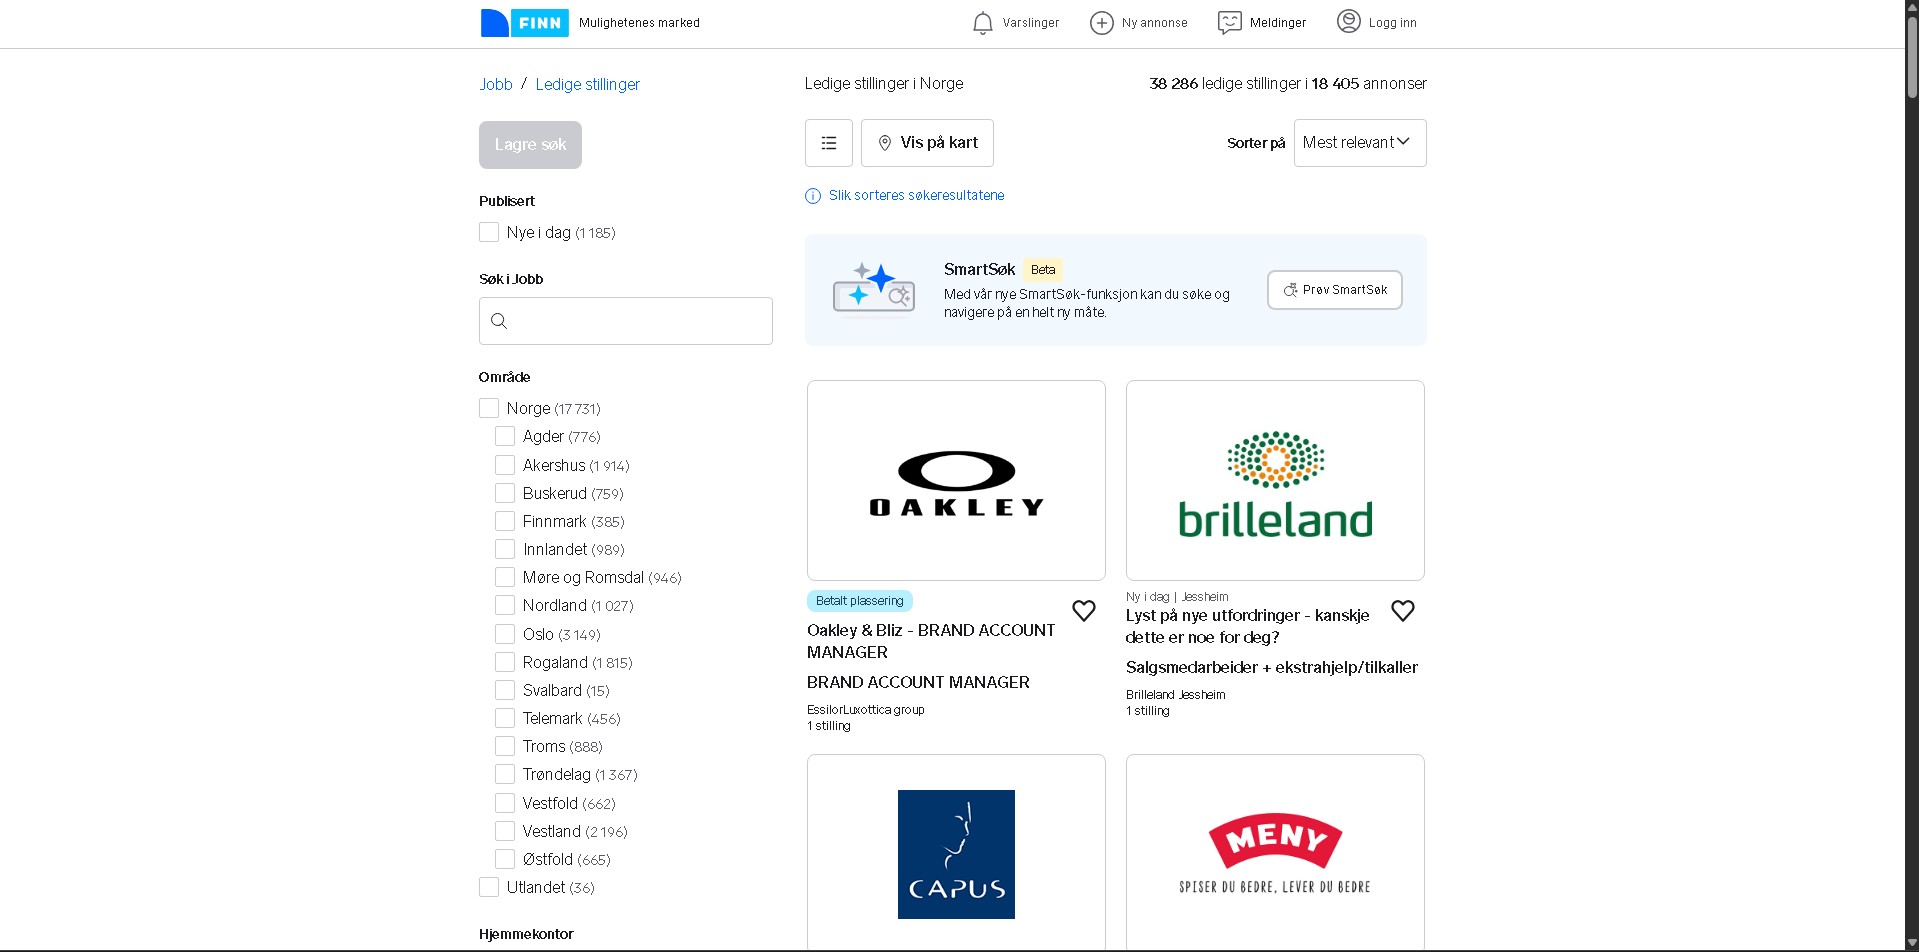 FINN
Mulighetenes marked
Varslinger
Ny annonse
Meldinger
Logg inn
Jobb / Ledige stillinger
Lagre søk
Publisert
Nye i dag (1 185)
Søk i Jobb
Område
Norge (17 731)
Agder (776)
Akershus (1 914)
Buskerud (759)
Finnmark (385)
Innlandet (989)
Møre og Romsdal (946)
Nordland (1 027)
Oslo (3 149)
Rogaland (1 815)
Svalbard (15)
Telemark (456)
Troms (888)
Trøndelag (1 367)
Vestfold (662)
Vestland (2 196)
Østfold (665)
Utlandet (36)
Hjemmekontor
Ledige stillinger i Norge
38 286 ledige stillinger i 18 405 annonser
Vis på kart
Sorter på
Mest relevant
Slik sorteres søkeresultatene
SmartSøk
Beta
Med vår nye SmartSøk-funksjon kan du søke og
navigere på en helt ny måte.
Prøv SmartSøk
OAKLEY
Betalt plassering
Oakley & Bliz - BRAND ACCOUNT
MANAGER
BRAND ACCOUNT MANAGER
EssilorLuxottica group
1 stilling
brilleland
Ny i dag | Jessheim
Lyst på nye utfordringer - kanskje
dette er noe for deg?
Salgsmedarbeider + ekstrahjelp/tilkaller
Brilleland Jessheim
1 stilling
CAPUS
MENY
SPISER DU BEDRE, LEVER DU BEDRE